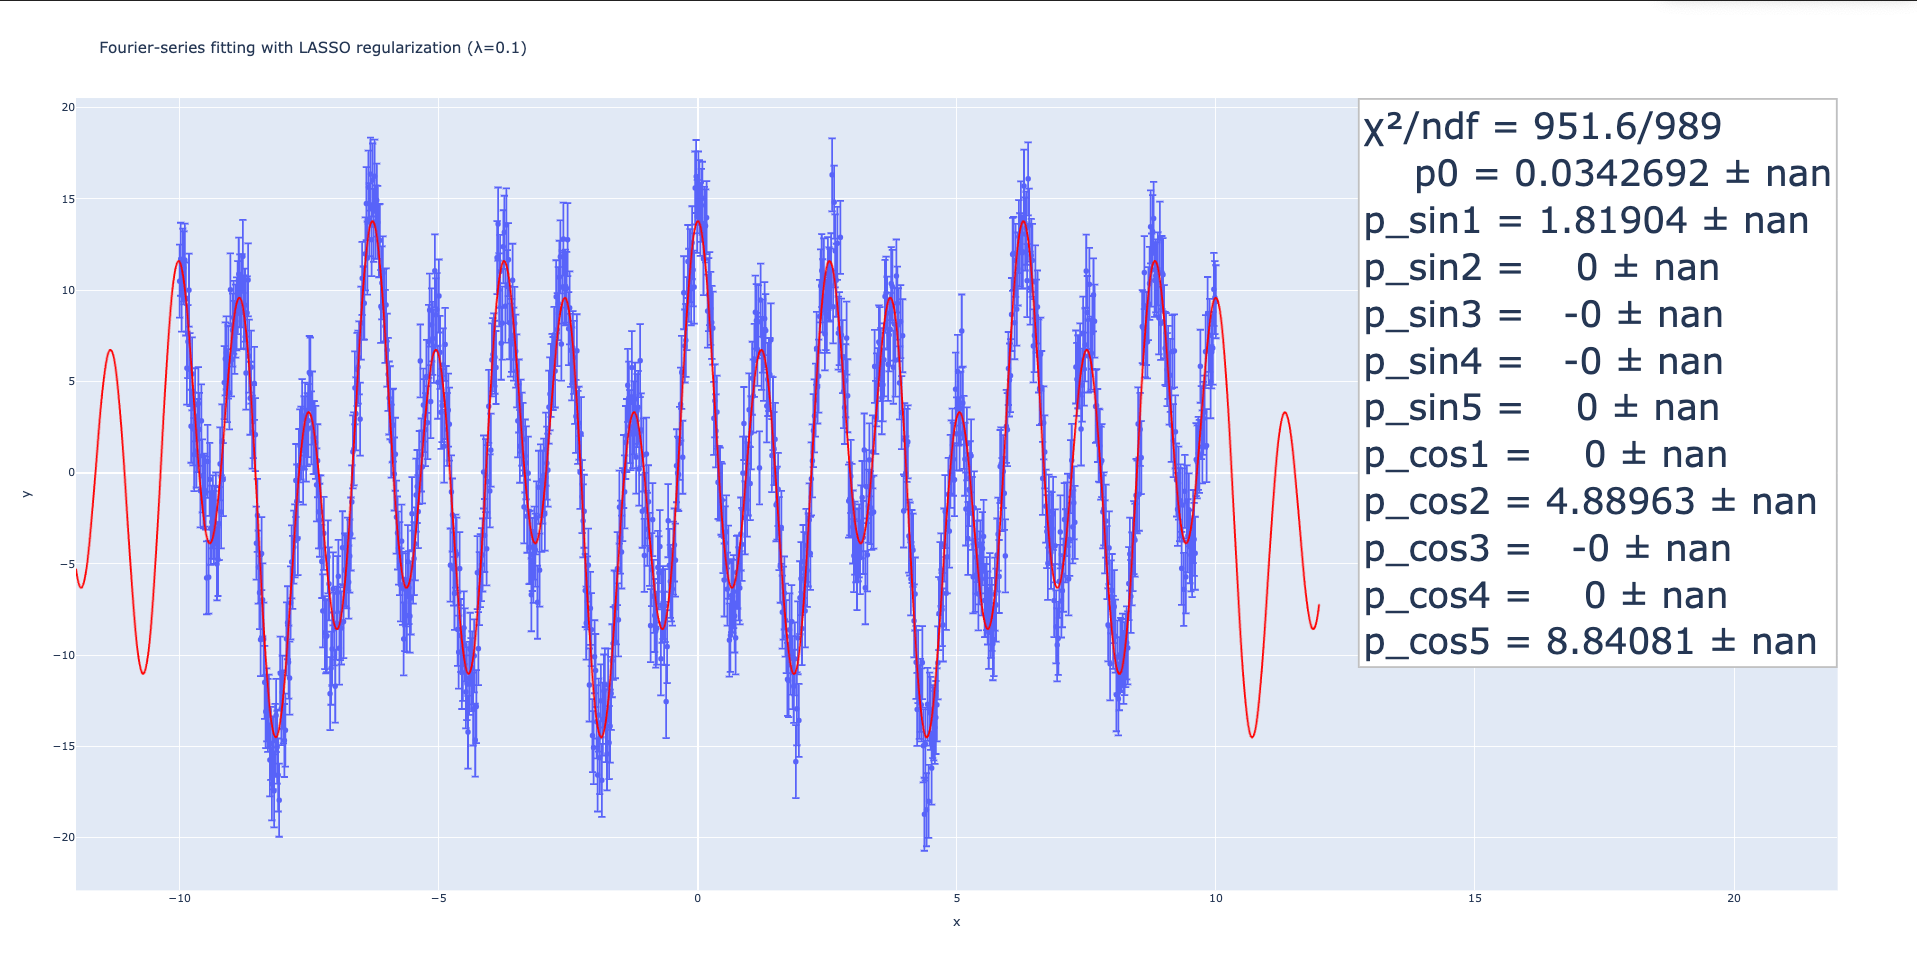 Fourier-series fitting with LASSO regularization (λ=0.1)
20
15
10
5
0
−5
−10
−15
−20
y
−10 −5 0 5 10 15 20
x
χ²/ndf = 951.6/989
p0 = 0.0342692 ± nan
p_sin1 = 1.81904 ± nan
p_sin2 = 0 ± nan
p_sin3 = -0 ± nan
p_sin4 = -0 ± nan
p_sin5 = 0 ± nan
p_cos1 = 0 ± nan
p_cos2 = 4.88963 ± nan
p_cos3 = -0 ± nan
p_cos4 = 0 ± nan
p_cos5 = 8.84081 ± nan